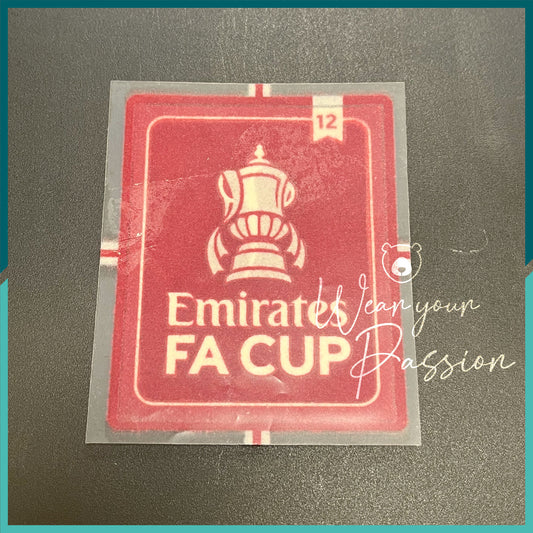 12
Emirates
FA CUP
Wear your
Passion